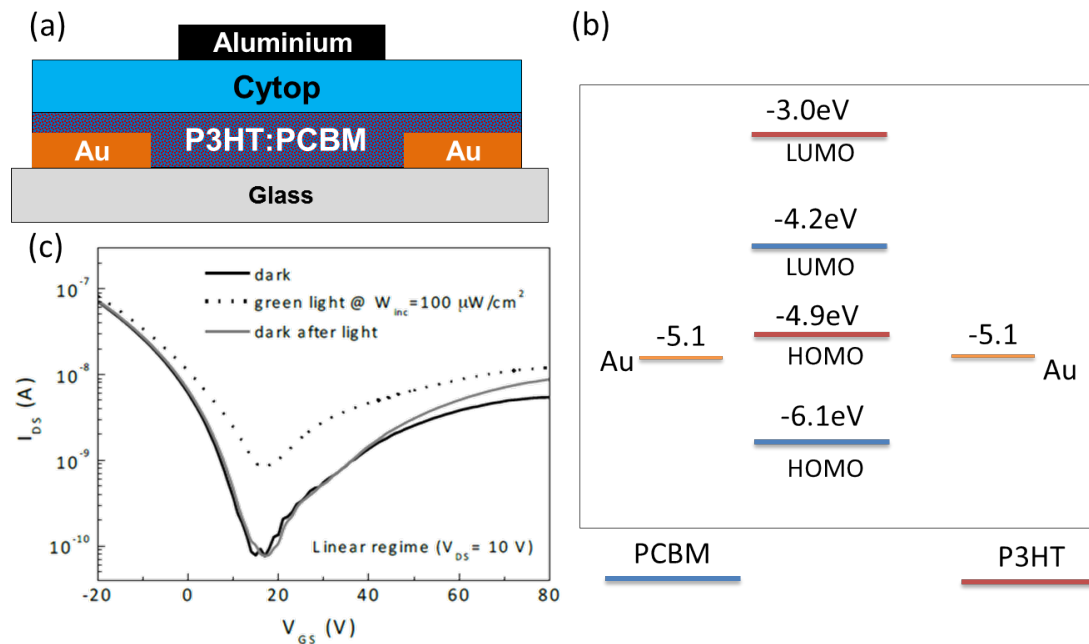 (a)
Aluminium
Cytop
P3HT:PCBM
Au
Au
Glass
(b)
-3.0eV
LUMO
-4.2eV
LUMO
-4.9eV
HOMO
-5.1
Au
-5.1
Au
-6.1eV
HOMO
PCBM
P3HT
(c)
dark
green light @ W_inc=100 μW/cm²
dark after light
10⁻⁷
10⁻⁸
10⁻⁹
10⁻¹⁰
I_DS (A)
Linear regime (V_DS= 10 V)
-20
0
20
40
60
80
V_GS (V)